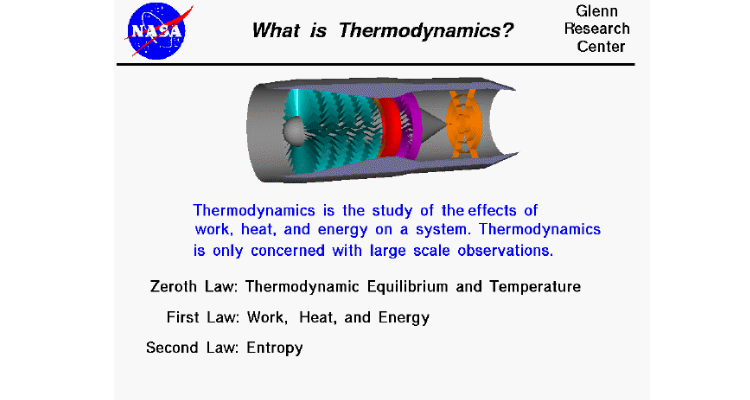 NASA
What is Thermodynamics?
Glenn
Research
Center
Thermodynamics is the study of the effects of
work, heat, and energy on a system. Thermodynamics
is only concerned with large scale observations.
Zeroth Law: Thermodynamic Equilibrium and Temperature
First Law: Work, Heat, and Energy
Second Law: Entropy